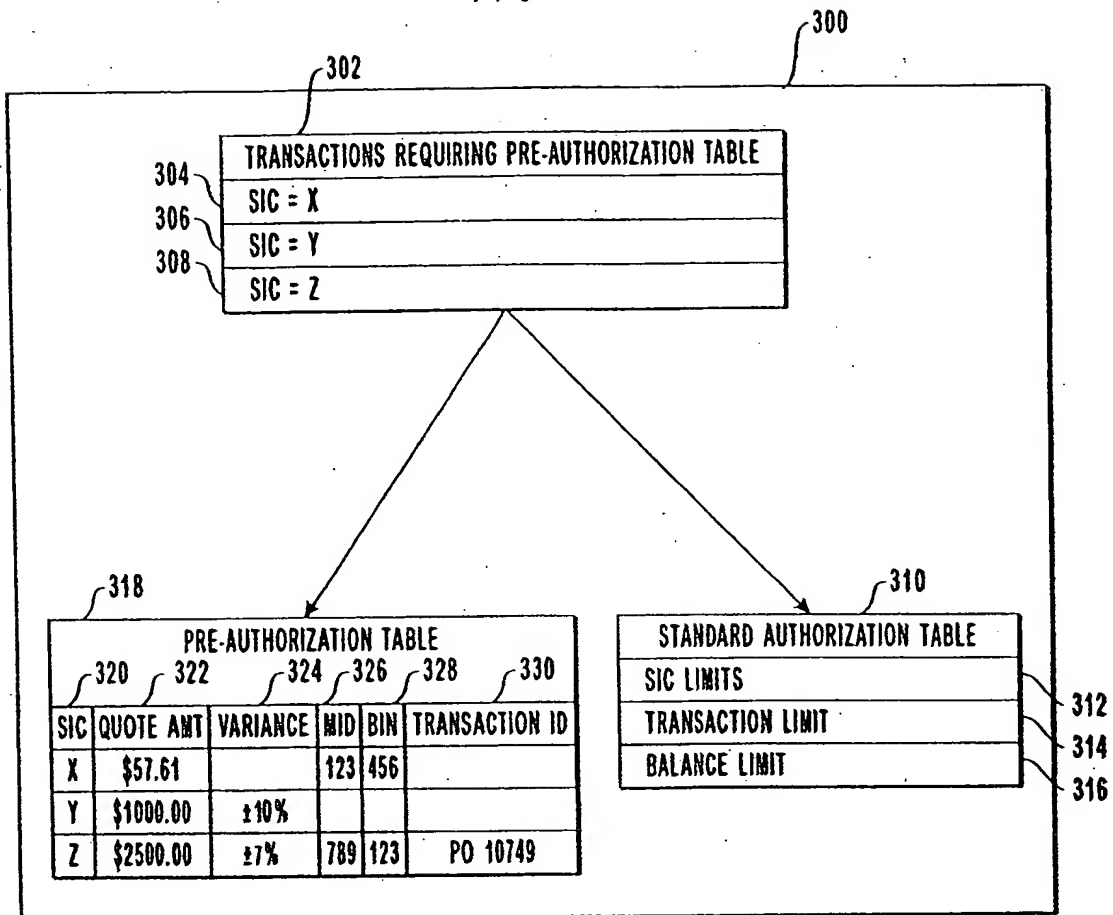 300
302
TRANSACTIONS REQUIRING PRE-AUTHORIZATION TABLE
304
SIC = X
306
SIC = Y
308
SIC = Z
318
PRE-AUTHORIZATION TABLE
320 322 324 326 328 330
SIC QUOTE AMT VARIANCE MID BIN TRANSACTION ID
X $57.61 123 456
Y $1000.00 ±10%
Z $2500.00 ±7% 789 123 PO 10749
310
STANDARD AUTHORIZATION TABLE
SIC LIMITS
312
TRANSACTION LIMIT
314
BALANCE LIMIT
316